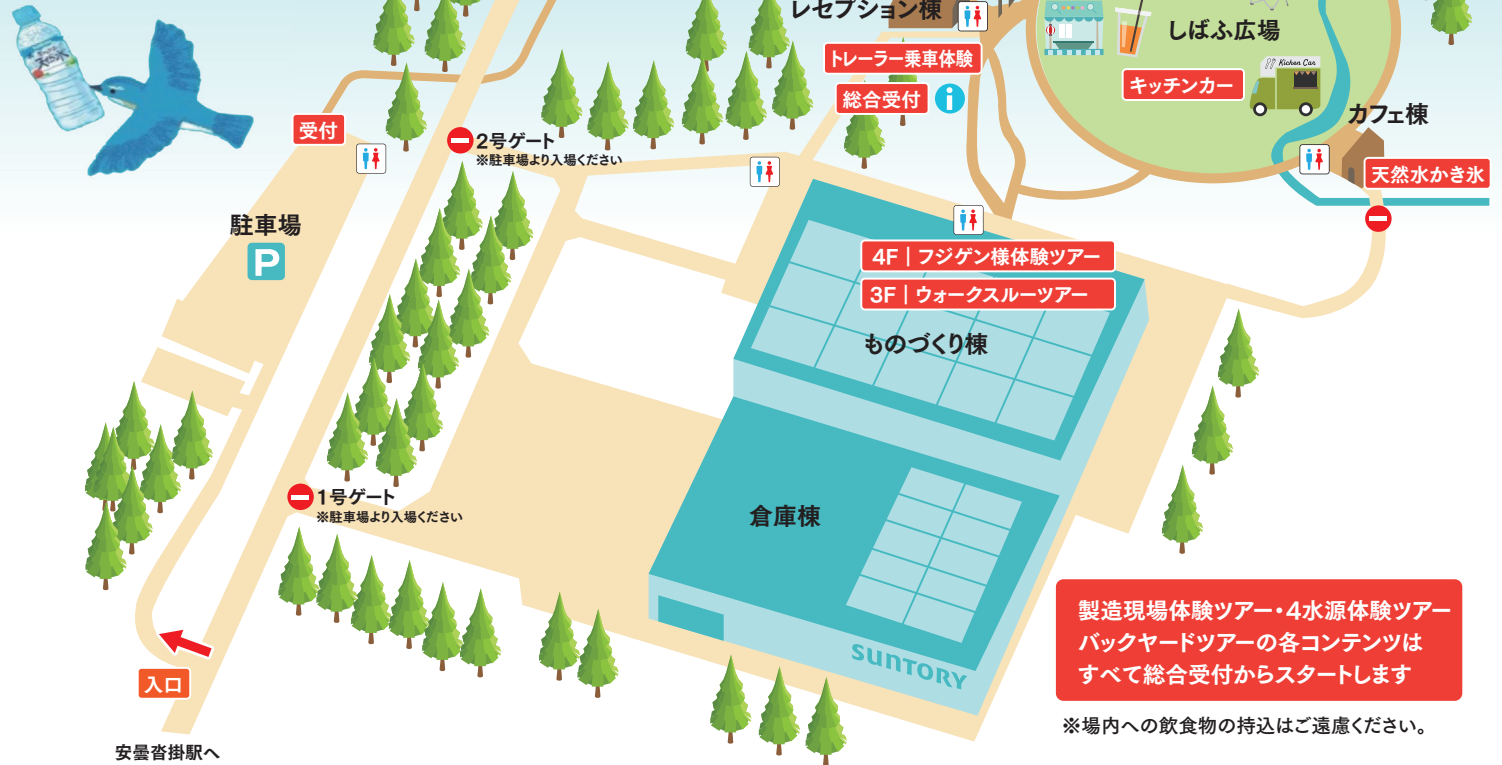 レセプション棟
しばふ広場
トレーラー乗車体験
Kichen Car
キッチンカー
総合受付
i
カフェ棟
天然水
受付
2号ゲート
※駐車場より入場ください
天然水かき氷
駐車場
P
4F｜フジゲン様体験ツアー
3F｜ウォークスルーツアー
ものづくり棟
1号ゲート
※駐車場より入場ください
倉庫棟
製造現場体験ツアー・4水源体験ツアー
バックヤードツアーの各コンテンツは
すべて総合受付からスタートします
SUNTORY
入口
※場内への飲食物の持込はご遠慮ください。
安曇沓掛駅へ